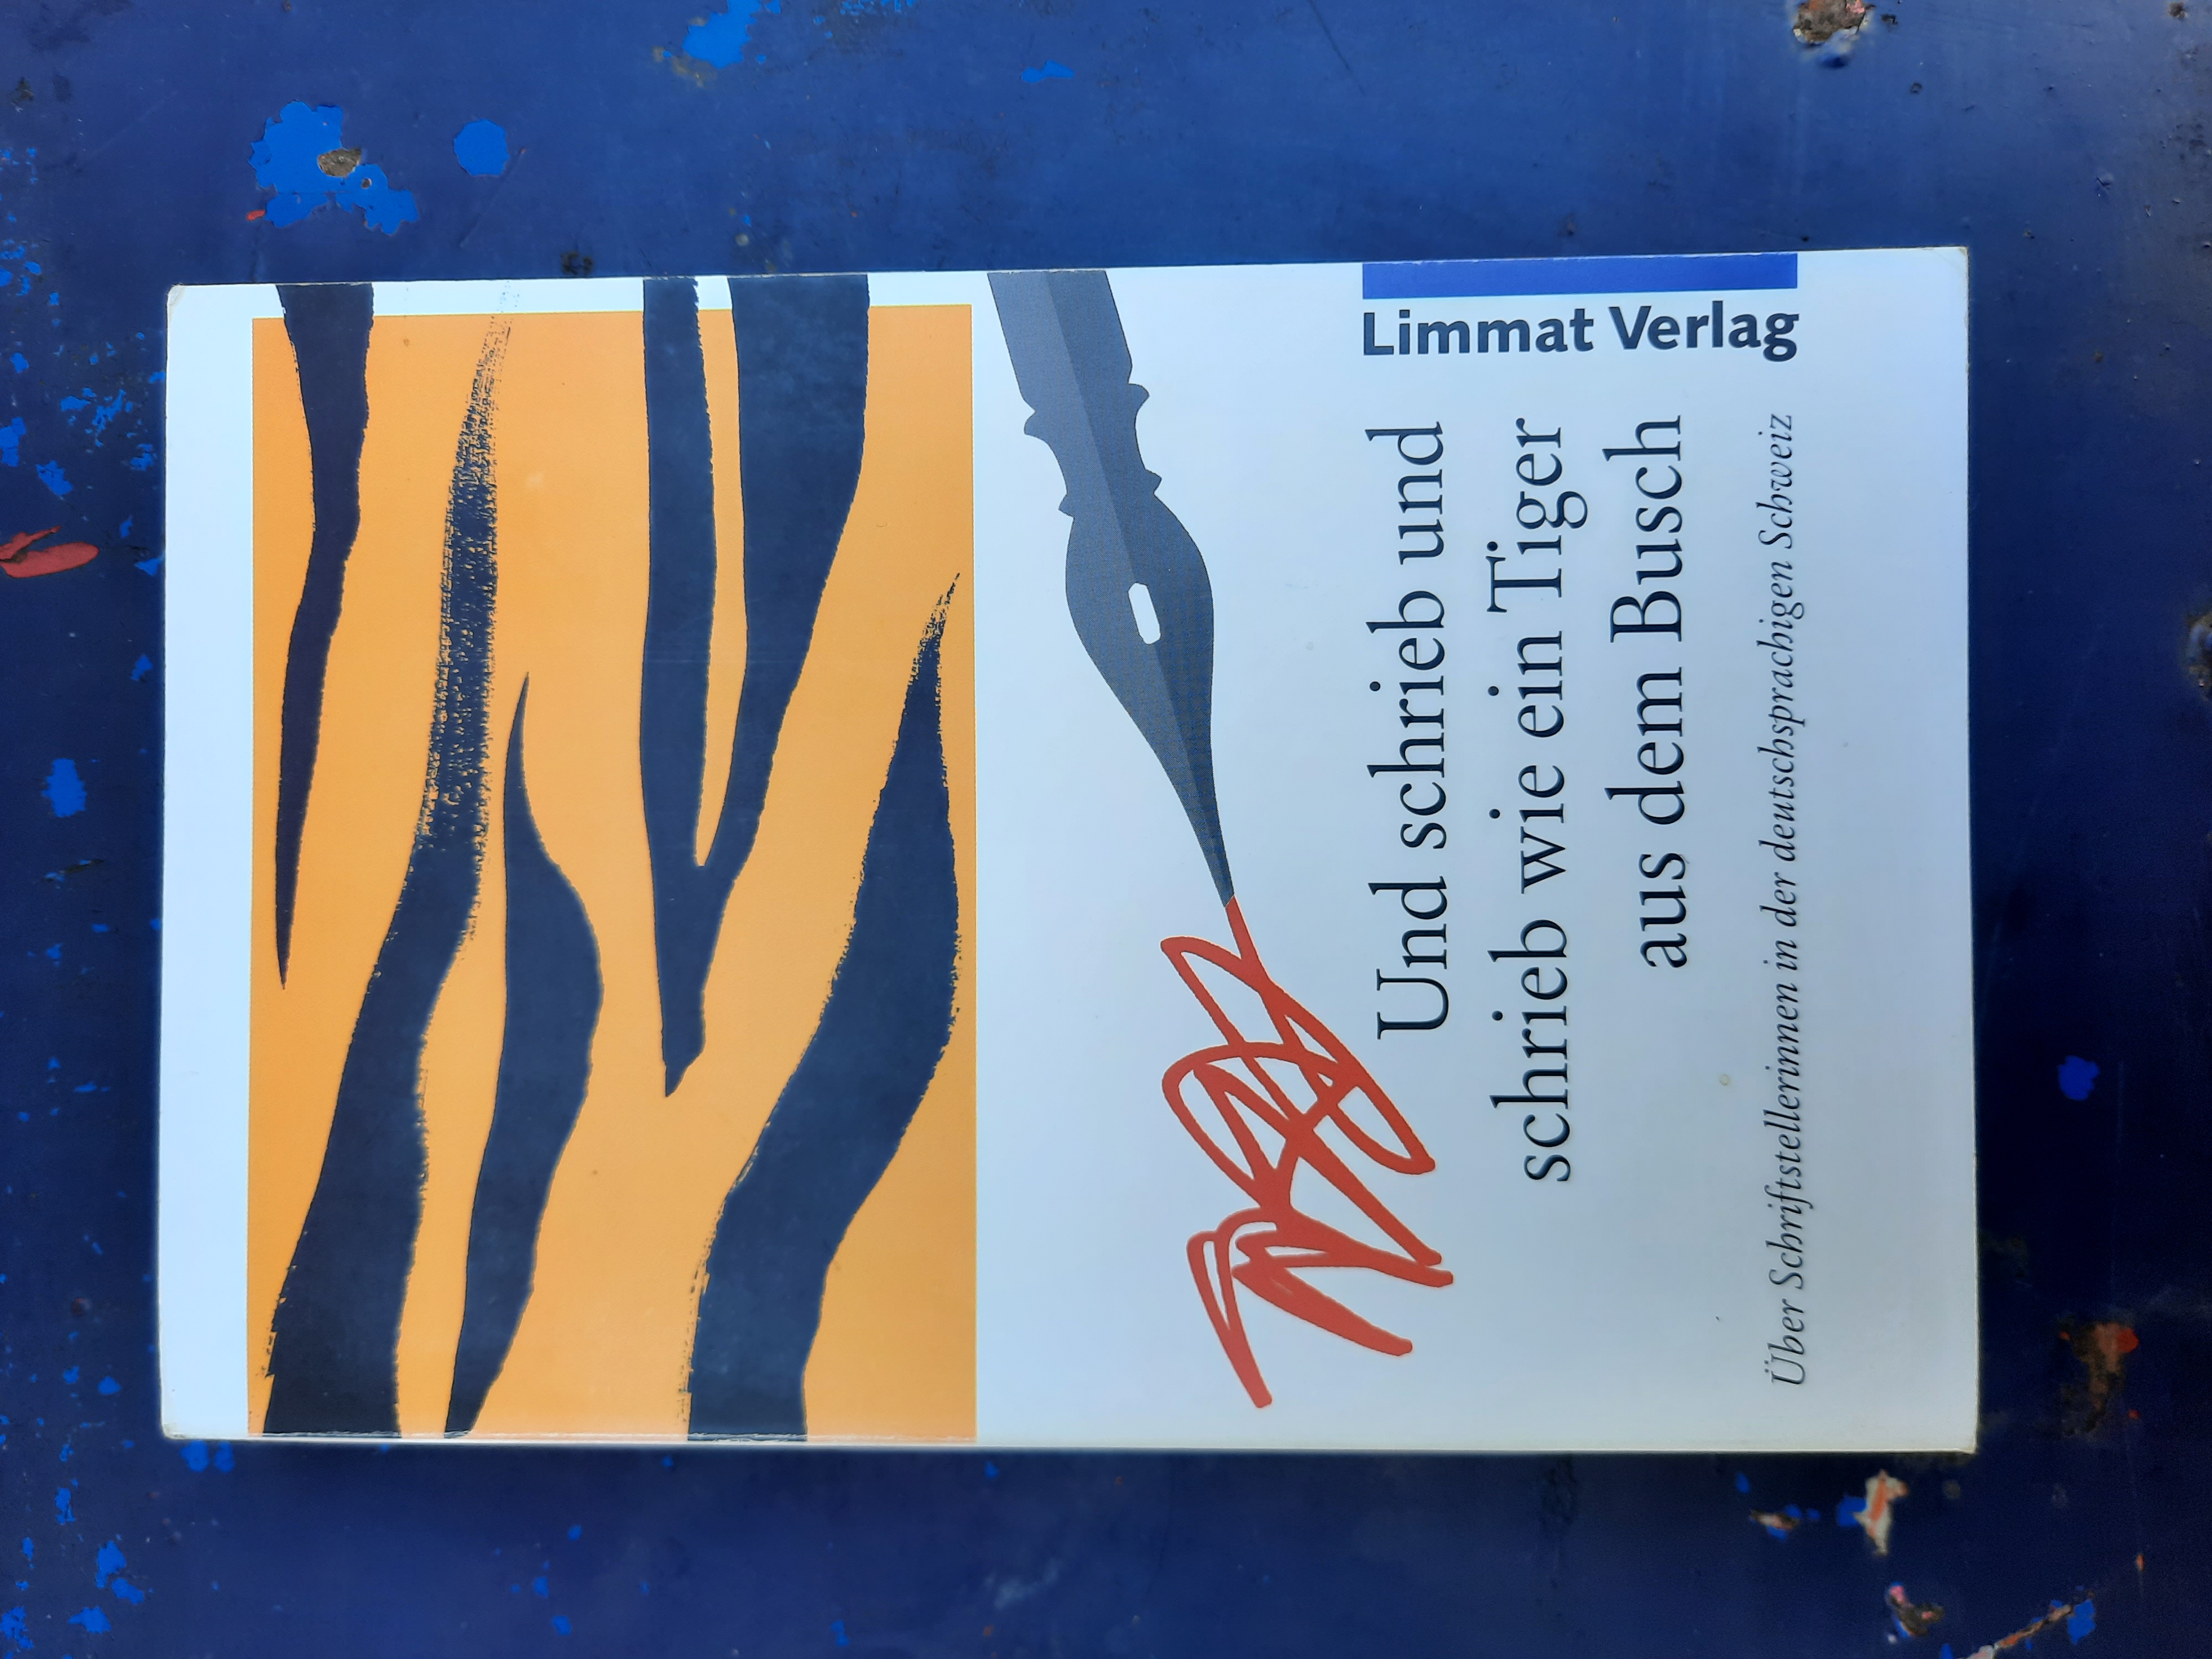 Und schrieb und
schrieb wie ein Tiger
aus dem Busch
Über Schriftstellerinnen in der deutschsprachigen Schweiz
Limmat Verlag